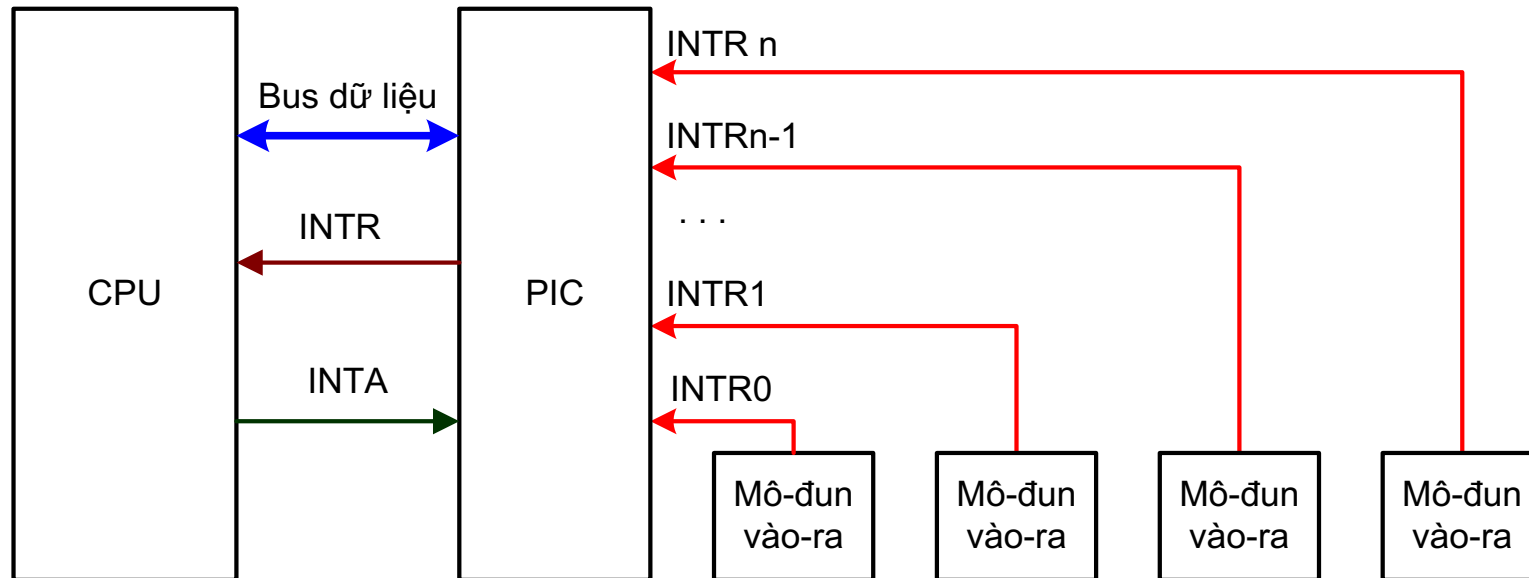 INTR n
Bus dữ liệu
INTRn-1
. . .
INTR
CPU
PIC
INTR1
INTA
INTR0
Mô-đun
vào-ra
Mô-đun
vào-ra
Mô-đun
vào-ra
Mô-đun
vào-ra